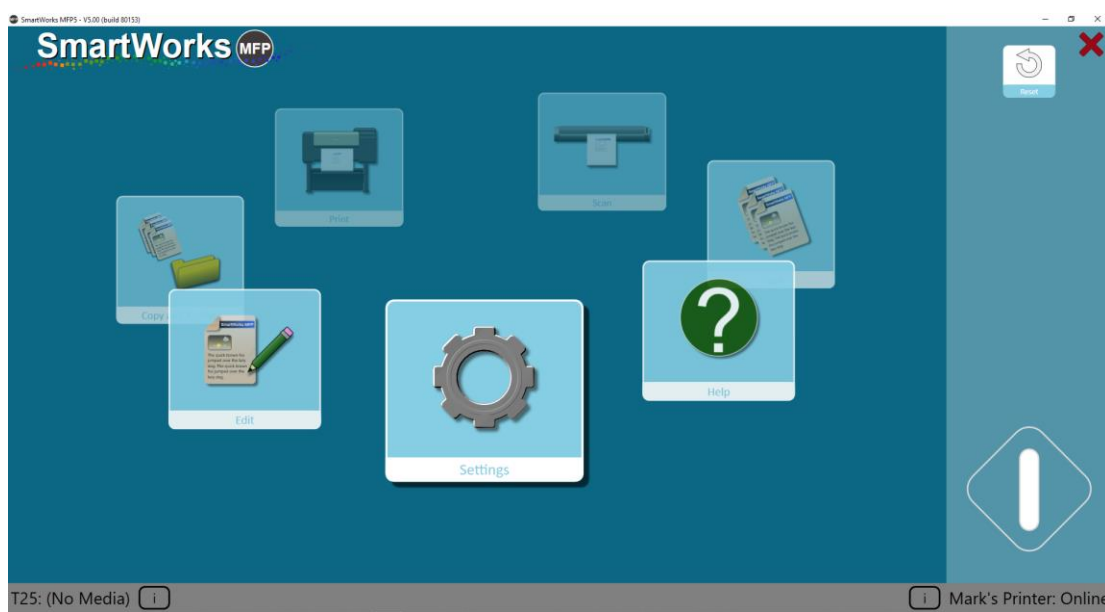 SmartWorks MFP5 - V5.00 (build 80153)
SmartWorks MFP
Reset
Print
Scan
Copy
Edit
Help
Settings
T25: (No Media) i
i Mark's Printer: Online